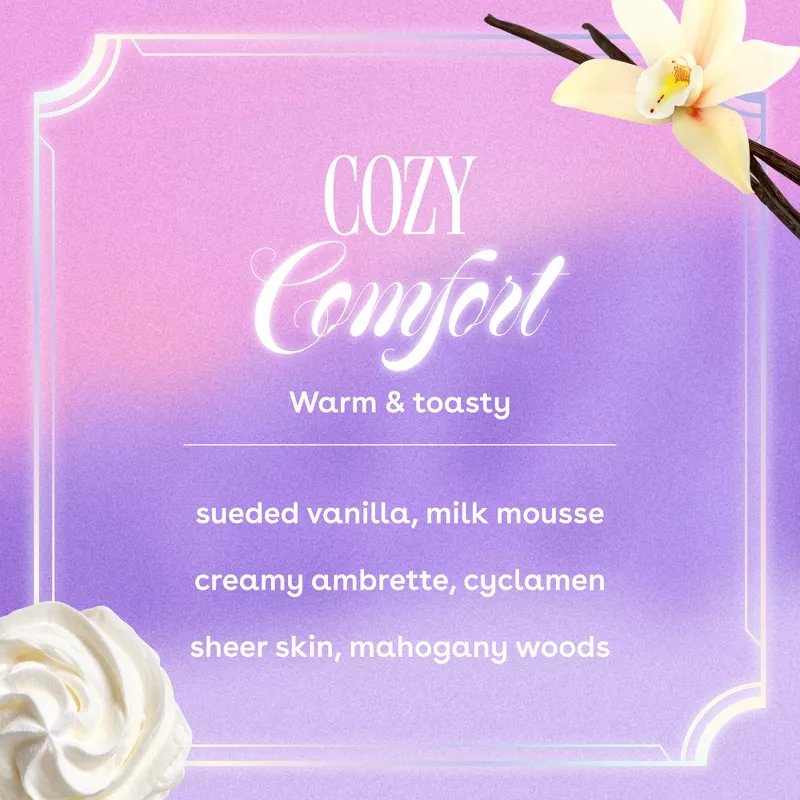 COZY
Comfort
Warm & toasty
sueded vanilla, milk mousse
creamy ambrette, cyclamen
sheer skin, mahogany woods